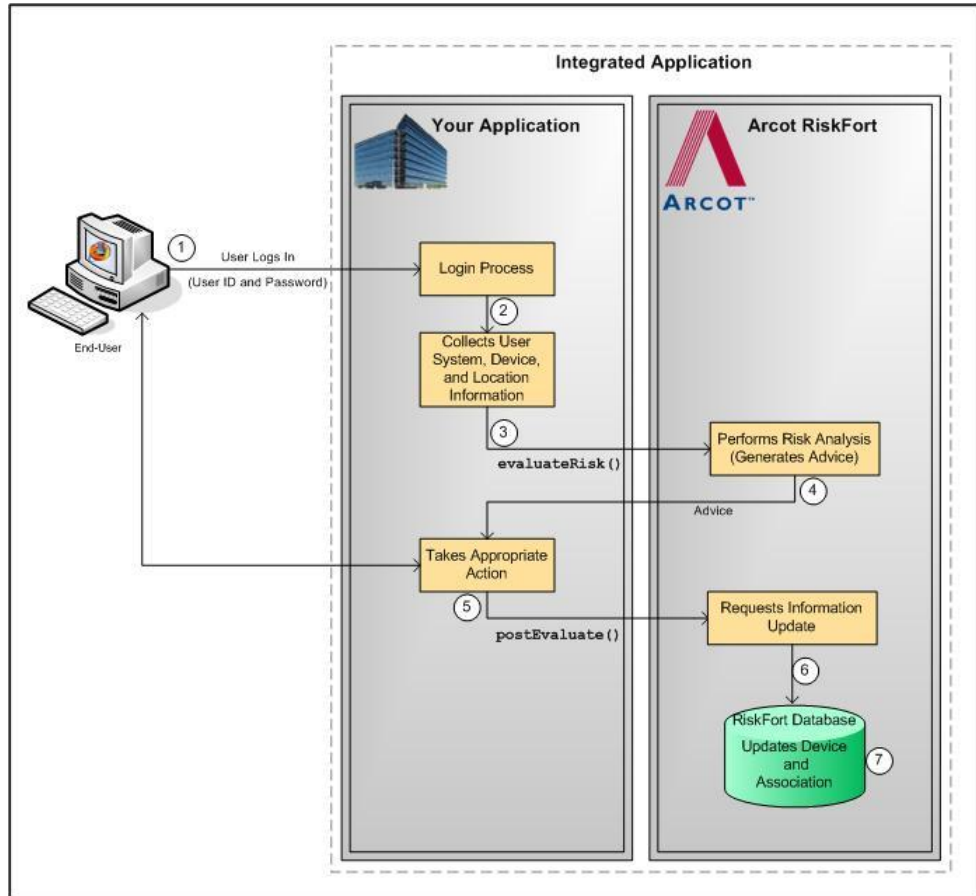 Integrated Application
Your Application
Arcot RiskFort
ARCOT™
1
User Logs In
(User ID and Password)
End-User
Login Process
2
Collects User
System, Device,
and Location
Information
3
evaluateRisk()
Performs Risk Analysis
(Generates Advice)
4
Advice
Takes Appropriate
Action
5
postEvaluate()
Requests Information
Update
6
RiskFort Database
Updates Device
and
Association
7